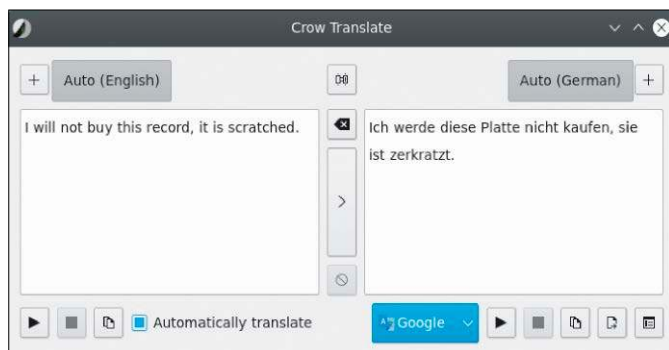 Crow Translate
Auto (English)
Auto (German)
I will not buy this record, it is scratched.
Ich werde diese Platte nicht kaufen, sie
ist zerkratzt.
Automatically translate
Google